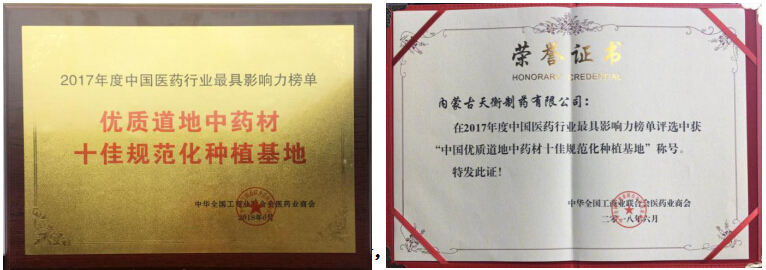 2017年度中国医药行业最具影响力榜单
优质道地中药材
十佳规范化种植基地
中华全国工商业联合会医药业商会
2018年6月
,
荣誉证书
HONORARY CREDENTIAL
内蒙古天衡制药有限公司：
在2017年度中国医药行业最具影响力榜单评选中获
“中国优质道地中药材十佳规范化种植基地”称号。
特发此证！
中华全国工商业联合会医药业商会
二〇一八年六月